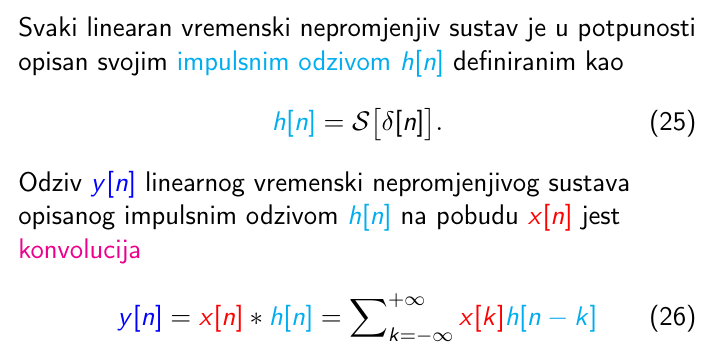 Svaki linearan vremenski nepromjenjiv sustav je u potpunosti
opisan svojim impulsnim odzivom h[n] definiranim kao
h[n] = 𝒮[δ[n]]. (25)
Odziv y[n] linearnog vremenski nepromjenjivog sustava
opisanog impulsnim odzivom h[n] na pobudu x[n] jest
konvolucija
y[n] = x[n] ∗ h[n] = ∑_{k=−∞}^{+∞} x[k]h[n − k] (26)